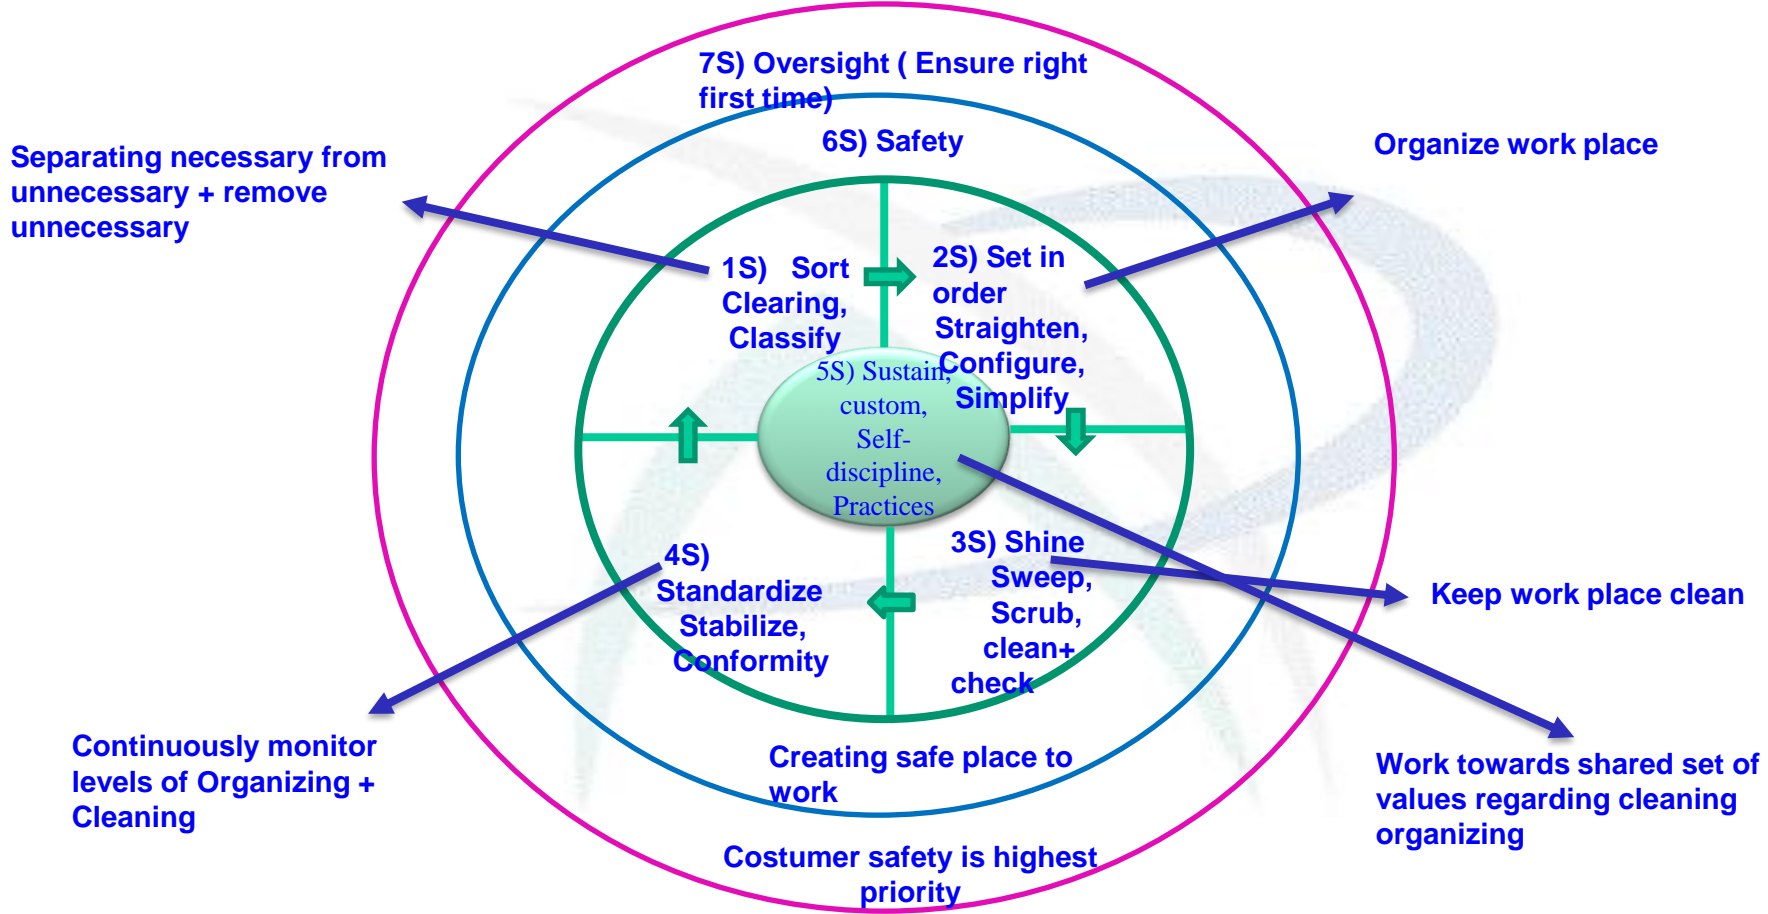 7S) Oversight ( Ensure right
first time)
6S) Safety
Separating necessary from
unnecessary + remove
unnecessary
Organize work place
1S) Sort
Clearing,
Classify
2S) Set in
order
Straighten,
Configure,
Simplify
5S) Sustain,
custom,
Self-
discipline,
Practices
4S)
Standardize
Stabilize,
Conformity
3S) Shine
Sweep,
Scrub,
clean+
check
Keep work place clean
Continuously monitor
levels of Organizing +
Cleaning
Creating safe place to
work
Work towards shared set of
values regarding cleaning
organizing
Costumer safety is highest
priority